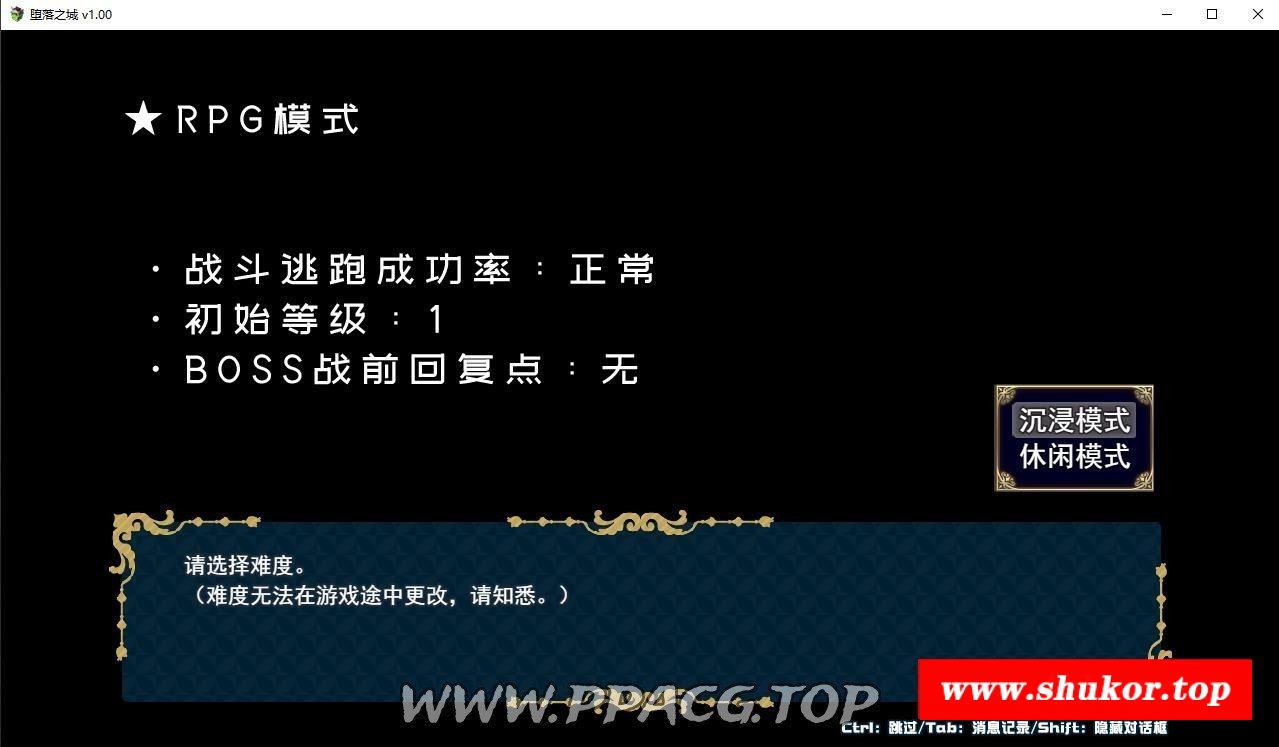 堕落之城 v1.00
★RPG模式
・战斗逃跑成功率：正常
・初始等级：1
・BOSS战前回复点：无
沉浸模式
休闲模式
请选择难度。
（难度无法在游戏途中更改，请知悉。）
WWW.PPACG.TOP
www.shukor.top
Ctrl: 跳过/Tab: 消息记录/Shift: 隐藏对话框